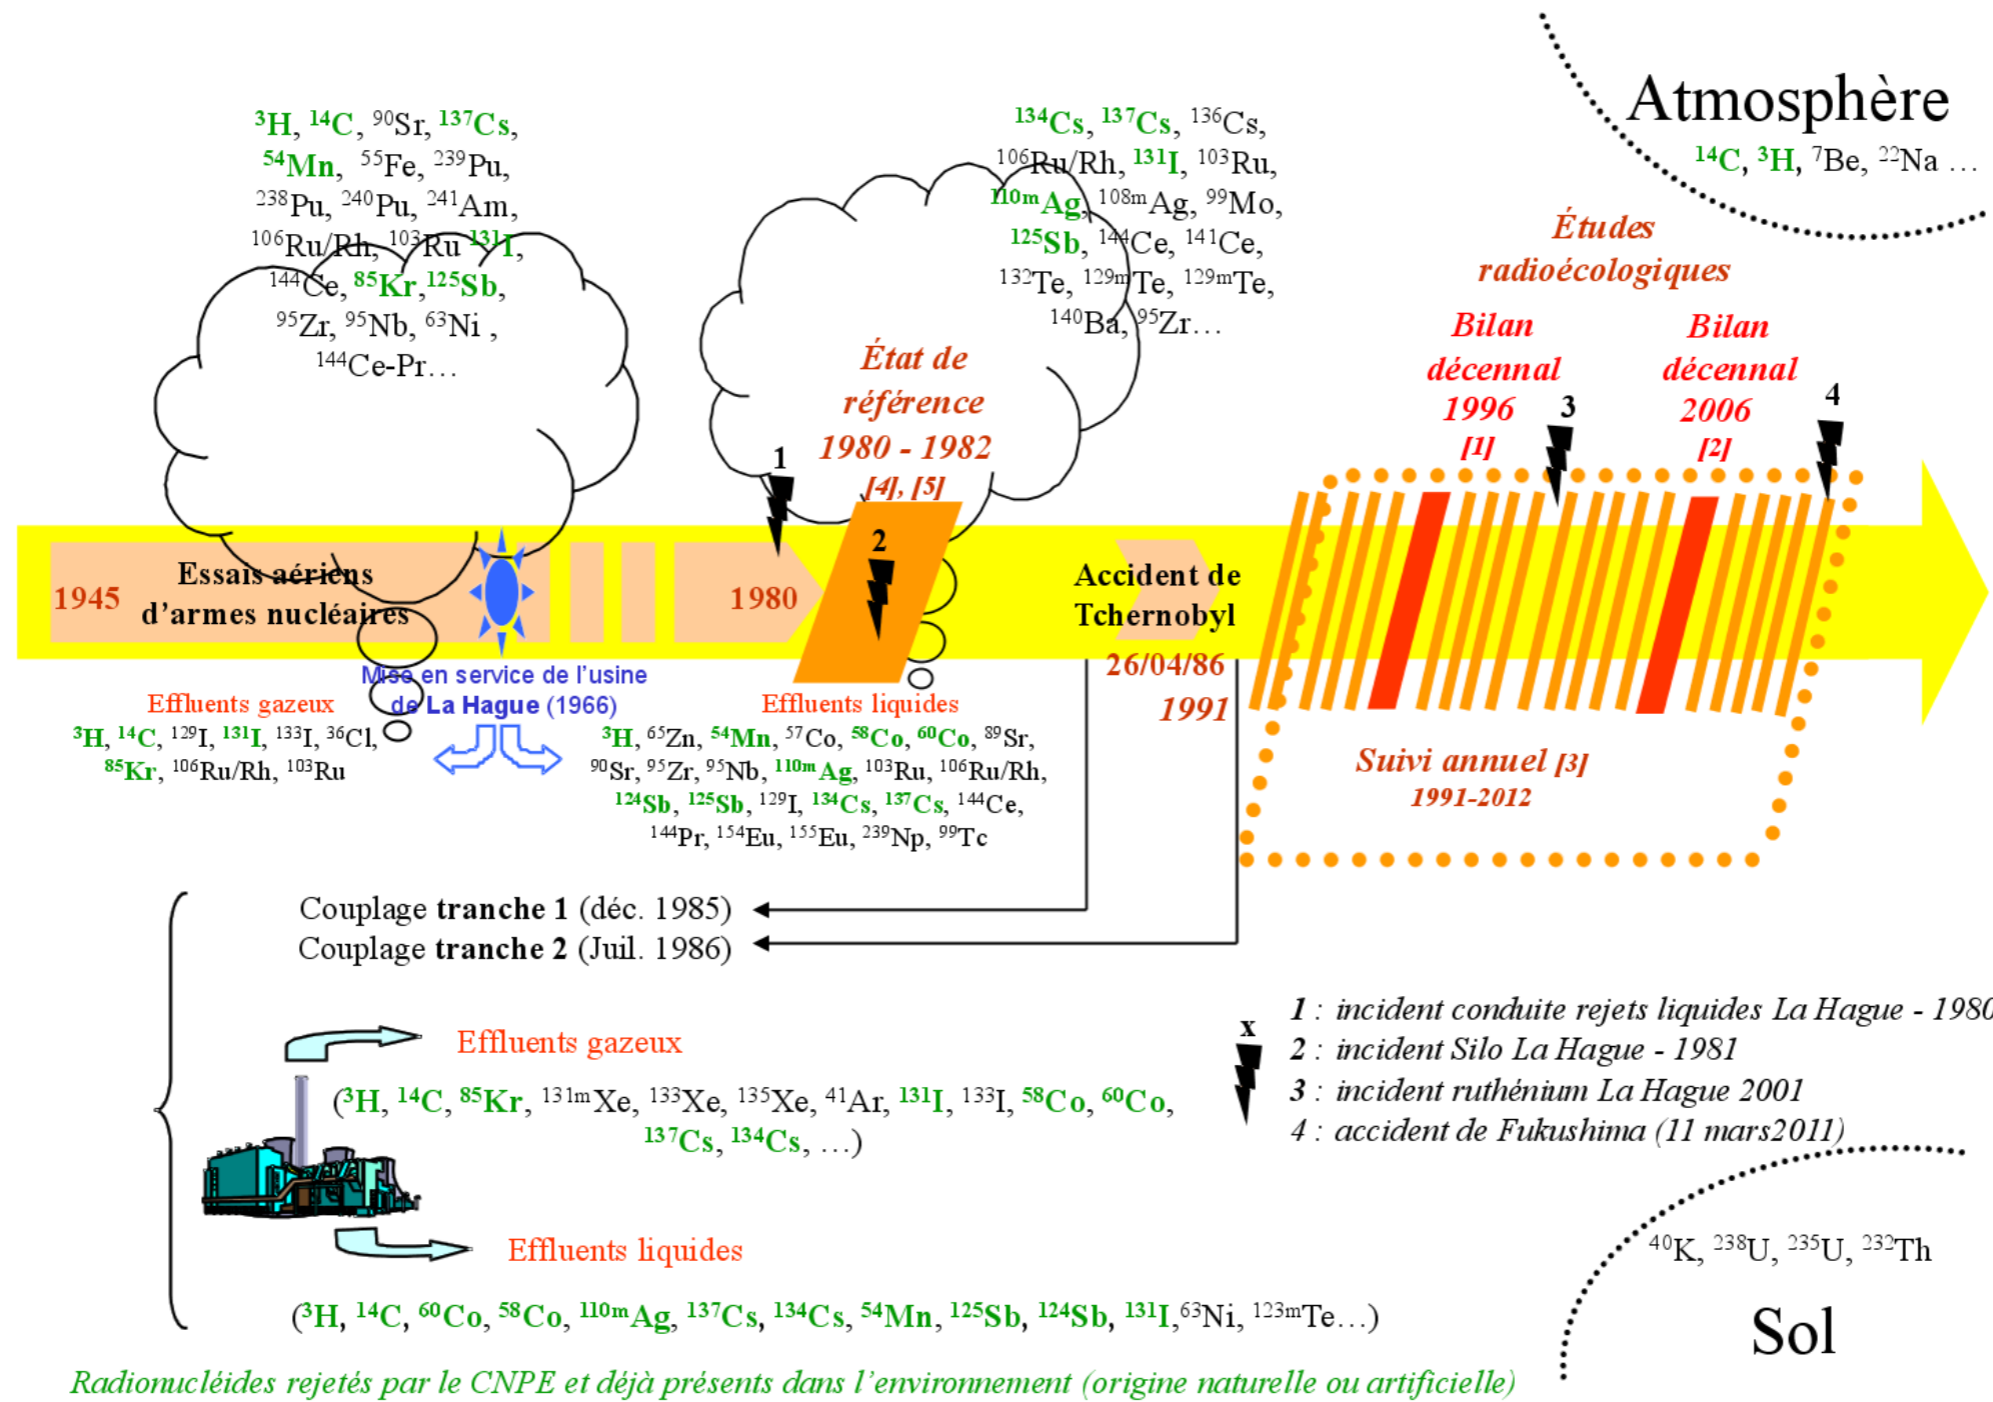 ³H, ¹⁴C, ⁹⁰Sr, ¹³⁷Cs,
⁵⁴Mn, ⁵⁵Fe, ²³⁹Pu,
²³⁸Pu, ²⁴⁰Pu, ²⁴¹Am,
¹⁰⁶Ru/Rh, ¹⁰³Ru ¹³¹I,
¹⁴⁴Ce, ⁸⁵Kr, ¹²⁵Sb,
⁹⁵Zr, ⁹⁵Nb, ⁶³Ni ,
¹⁴⁴Ce-Pr…
¹³⁴Cs, ¹³⁷Cs, ¹³⁶Cs,
¹⁰⁶Ru/Rh, ¹³¹I, ¹⁰³Ru,
¹¹⁰ᵐAg, ¹⁰⁸ᵐAg, ⁹⁹Mo,
¹²⁵Sb, ¹⁴⁴Ce, ¹⁴¹Ce,
¹³²Te, ¹²⁹ᵐTe, ¹²⁹ᵐTe,
¹⁴⁰Ba, ⁹⁵Zr…
Atmosphère
¹⁴C, ³H, ⁷Be, ²²Na …
Études
radioécologiques
Bilan
décennal
1996
[1]
3
Bilan
décennal
2006
[2]
4
État de
référence
1980 - 1982
[4], [5]
1
2
1945
Essais aériens
d’armes nucléaires
1980
Accident de
Tchernobyl
26/04/86
1991
Mise en service de l’usine
de La Hague (1966)
Effluents gazeux
³H, ¹⁴C, ¹²⁹I, ¹³¹I, ¹³³I, ³⁶Cl,
⁸⁵Kr, ¹⁰⁶Ru/Rh, ¹⁰³Ru
Effluents liquides
³H, ⁶⁵Zn, ⁵⁴Mn, ⁵⁷Co, ⁵⁸Co, ⁶⁰Co, ⁸⁹Sr,
⁹⁰Sr, ⁹⁵Zr, ⁹⁵Nb, ¹¹⁰ᵐAg, ¹⁰³Ru, ¹⁰⁶Ru/Rh,
¹²⁴Sb, ¹²⁵Sb, ¹²⁹I, ¹³⁴Cs, ¹³⁷Cs, ¹⁴⁴Ce,
¹⁴⁴Pr, ¹⁵⁴Eu, ¹⁵⁵Eu, ²³⁹Np, ⁹⁹Tc
Suivi annuel [3]
1991-2012
Couplage tranche 1 (déc. 1985)
Couplage tranche 2 (Juil. 1986)
Effluents gazeux
(³H, ¹⁴C, ⁸⁵Kr, ¹³¹ᵐXe, ¹³³Xe, ¹³⁵Xe, ⁴¹Ar, ¹³¹I, ¹³³I, ⁵⁸Co, ⁶⁰Co,
¹³⁷Cs, ¹³⁴Cs, …)
Effluents liquides
(³H, ¹⁴C, ⁶⁰Co, ⁵⁸Co, ¹¹⁰ᵐAg, ¹³⁷Cs, ¹³⁴Cs, ⁵⁴Mn, ¹²⁵Sb, ¹²⁴Sb, ¹³¹I,⁶³Ni, ¹²³ᵐTe…)
x
1 : incident conduite rejets liquides La Hague - 1980
2 : incident Silo La Hague - 1981
3 : incident ruthénium La Hague 2001
4 : accident de Fukushima (11 mars2011)
⁴⁰K, ²³⁸U, ²³⁵U, ²³²Th
Sol
Radionucléides rejetés par le CNPE et déjà présents dans l’environnement (origine naturelle ou artificielle)